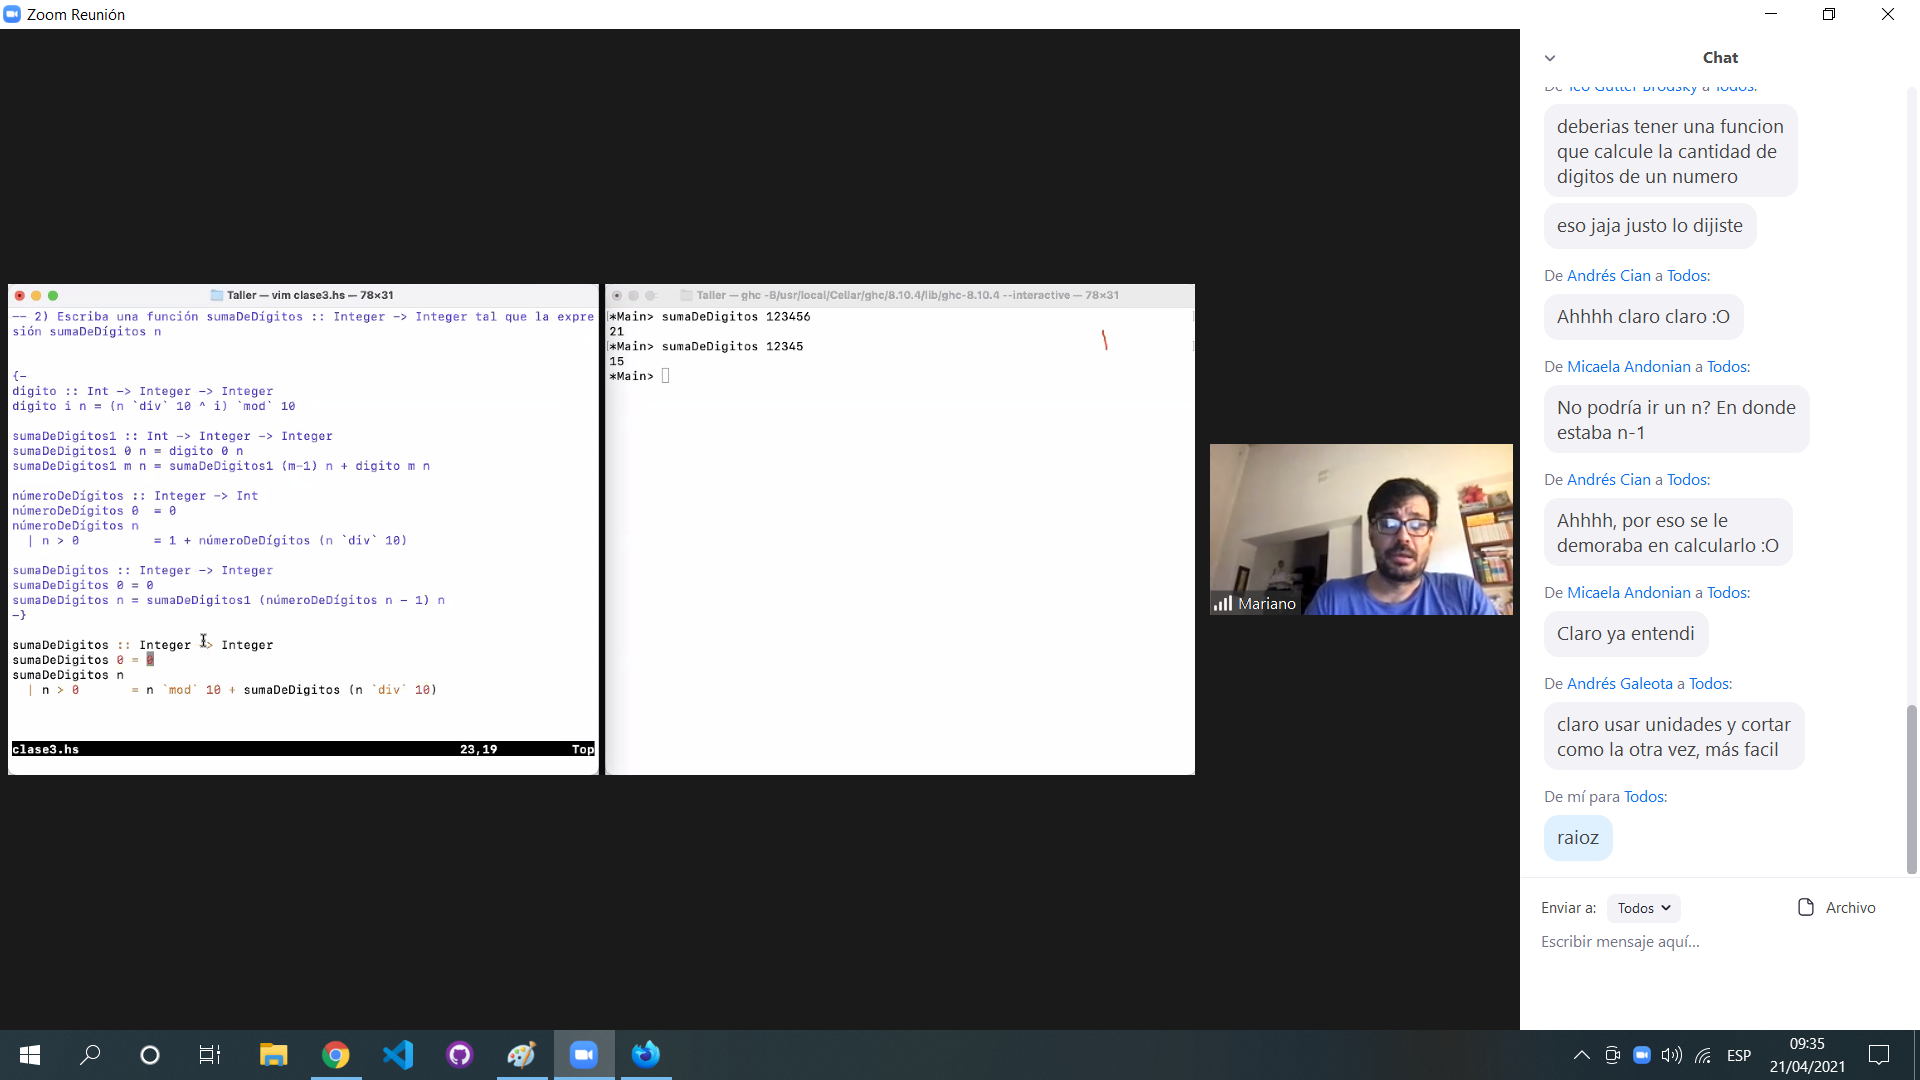 Zoom Reunión
Taller — vim clase3.hs — 78×31
-- 2) Escriba una función sumaDeDígitos :: Integer -> Integer tal que la expre
sión sumaDeDígitos n
{-
digito :: Int -> Integer -> Integer
digito i n = (n `div` 10 ^ i) `mod` 10
sumaDeDigitos1 :: Int -> Integer -> Integer
sumaDeDigitos1 0 n = digito 0 n
sumaDeDigitos1 m n = sumaDeDigitos1 (m-1) n + digito m n
númeroDeDígitos :: Integer -> Int
númeroDeDígitos 0  = 0
númeroDeDígitos n
  | n > 0          = 1 + númeroDeDígitos (n `div` 10)
sumaDeDigitos :: Integer -> Integer
sumaDeDigitos 0 = 0
sumaDeDigitos n = sumaDeDigitos1 (númeroDeDígitos n - 1) n
-}
sumaDeDigitos :: Integer -> Integer
sumaDeDigitos 0 = 0
sumaDeDigitos n
  | n > 0       = n `mod` 10 + sumaDeDigitos (n `div` 10)
clase3.hs 23,19 Top
Taller — ghc -B/usr/local/Cellar/ghc/8.10.4/lib/ghc-8.10.4 --interactive — 78×31
[*Main> sumaDeDigitos 123456 ]
21
[*Main> sumaDeDigitos 12345 ]
15
*Main>
Mariano
Chat
De Teo Gutter Brodsky a Todos:
deberias tener una funcion
que calcule la cantidad de
digitos de un numero
eso jaja justo lo dijiste
De Andrés Cian a Todos:
Ahhhh claro claro :O
De Micaela Andonian a Todos:
No podría ir un n? En donde
estaba n-1
De Andrés Cian a Todos:
Ahhhh, por eso se le
demoraba en calcularlo :O
De Micaela Andonian a Todos:
Claro ya entendi
De Andrés Galeota a Todos:
claro usar unidades y cortar
como la otra vez, más facil
De mí para Todos:
raioz
Enviar a: Todos Archivo
Escribir mensaje aquí...
ESP
09:35
21/04/2021